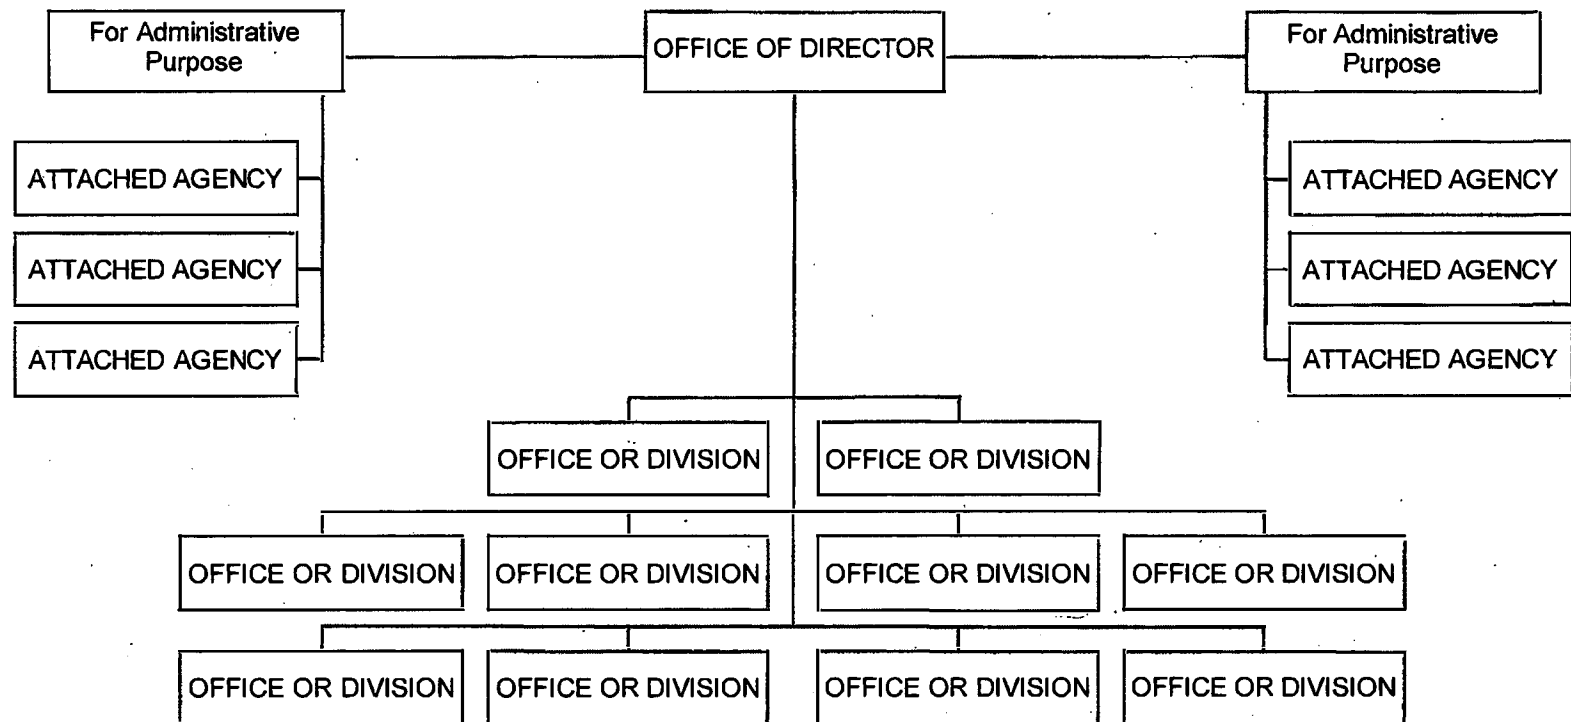 For Administrative
Purpose
OFFICE OF DIRECTOR
For Administrative
Purpose
ATTACHED AGENCY
ATTACHED AGENCY
ATTACHED AGENCY
ATTACHED AGENCY
ATTACHED AGENCY
ATTACHED AGENCY
OFFICE OR DIVISION
OFFICE OR DIVISION
OFFICE OR DIVISION
OFFICE OR DIVISION
OFFICE OR DIVISION
OFFICE OR DIVISION
OFFICE OR DIVISION
OFFICE OR DIVISION
OFFICE OR DIVISION
OFFICE OR DIVISION